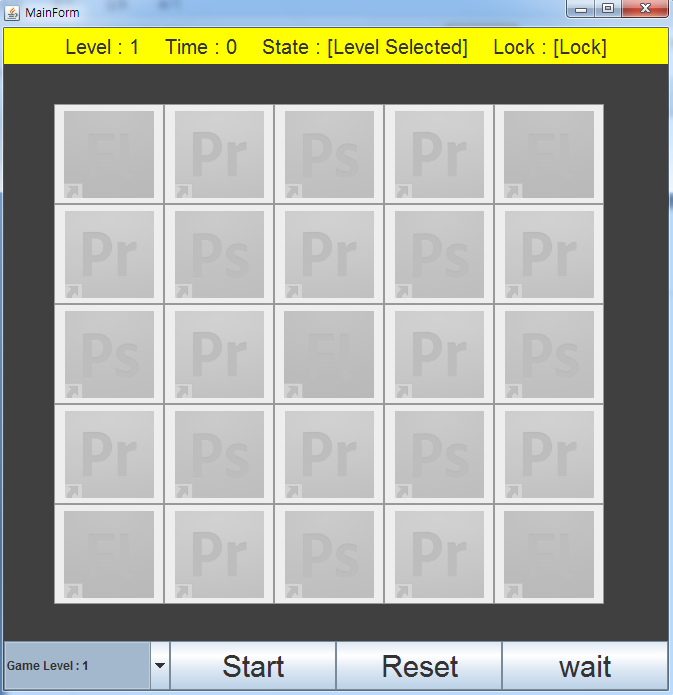 MainForm
Level : 1 Time : 0 State : [Level Selected] Lock : [Lock]
Fl Pr Ps Pr Fl
Pr Ps Pr Ps Pr
Ps Pr Fl Pr Ps
Pr Ps Pr Ps Pr
Fl Pr Ps Pr Fl
Game Level : 1 Start Reset wait